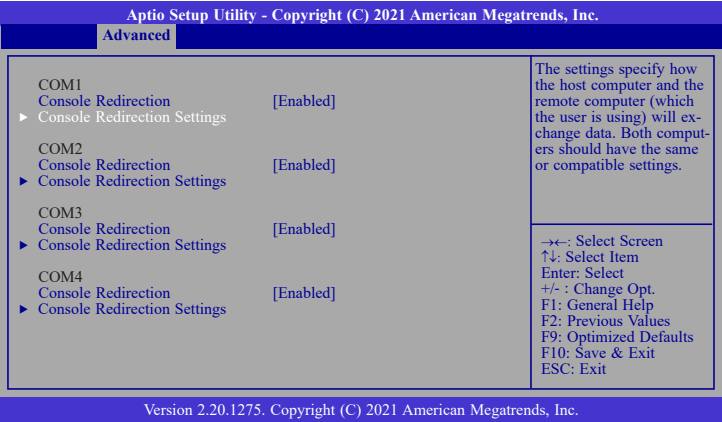 Aptio Setup Utility - Copyright (C) 2021 American Megatrends, Inc.
Advanced
COM1
Console Redirection [Enabled]
► Console Redirection Settings
COM2
Console Redirection [Enabled]
► Console Redirection Settings
COM3
Console Redirection [Enabled]
► Console Redirection Settings
COM4
Console Redirection [Enabled]
► Console Redirection Settings
The settings specify how
the host computer and the
remote computer (which
the user is using) will ex-
change data. Both comput-
ers should have the same
or compatible settings.
→←: Select Screen
↑↓: Select Item
Enter: Select
+/- : Change Opt.
F1: General Help
F2: Previous Values
F9: Optimized Defaults
F10: Save & Exit
ESC: Exit
Version 2.20.1275. Copyright (C) 2021 American Megatrends, Inc.